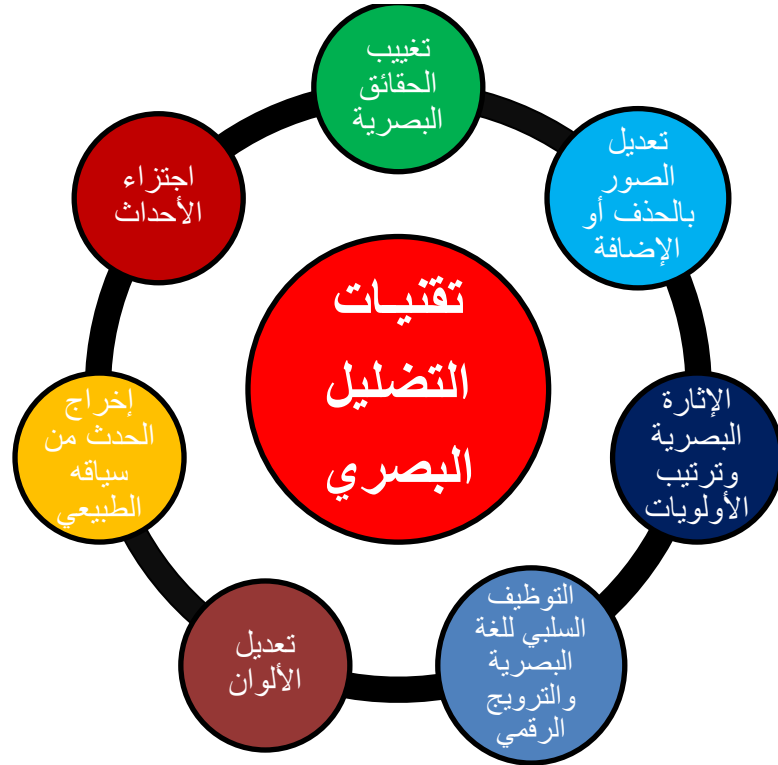 تقنيات
التضليل
البصري
تغييب
الحقائق
البصرية
تعديل
الصور
بالحذف أو
الإضافة
الإثارة
البصرية
وترتيب
الأولويات
التوظيف
السلبي للغة
البصرية
والترويج
الرقمي
تعديل
الألوان
إخراج
الحدث من
سياقه
الطبيعي
اجتزاء
الأحداث